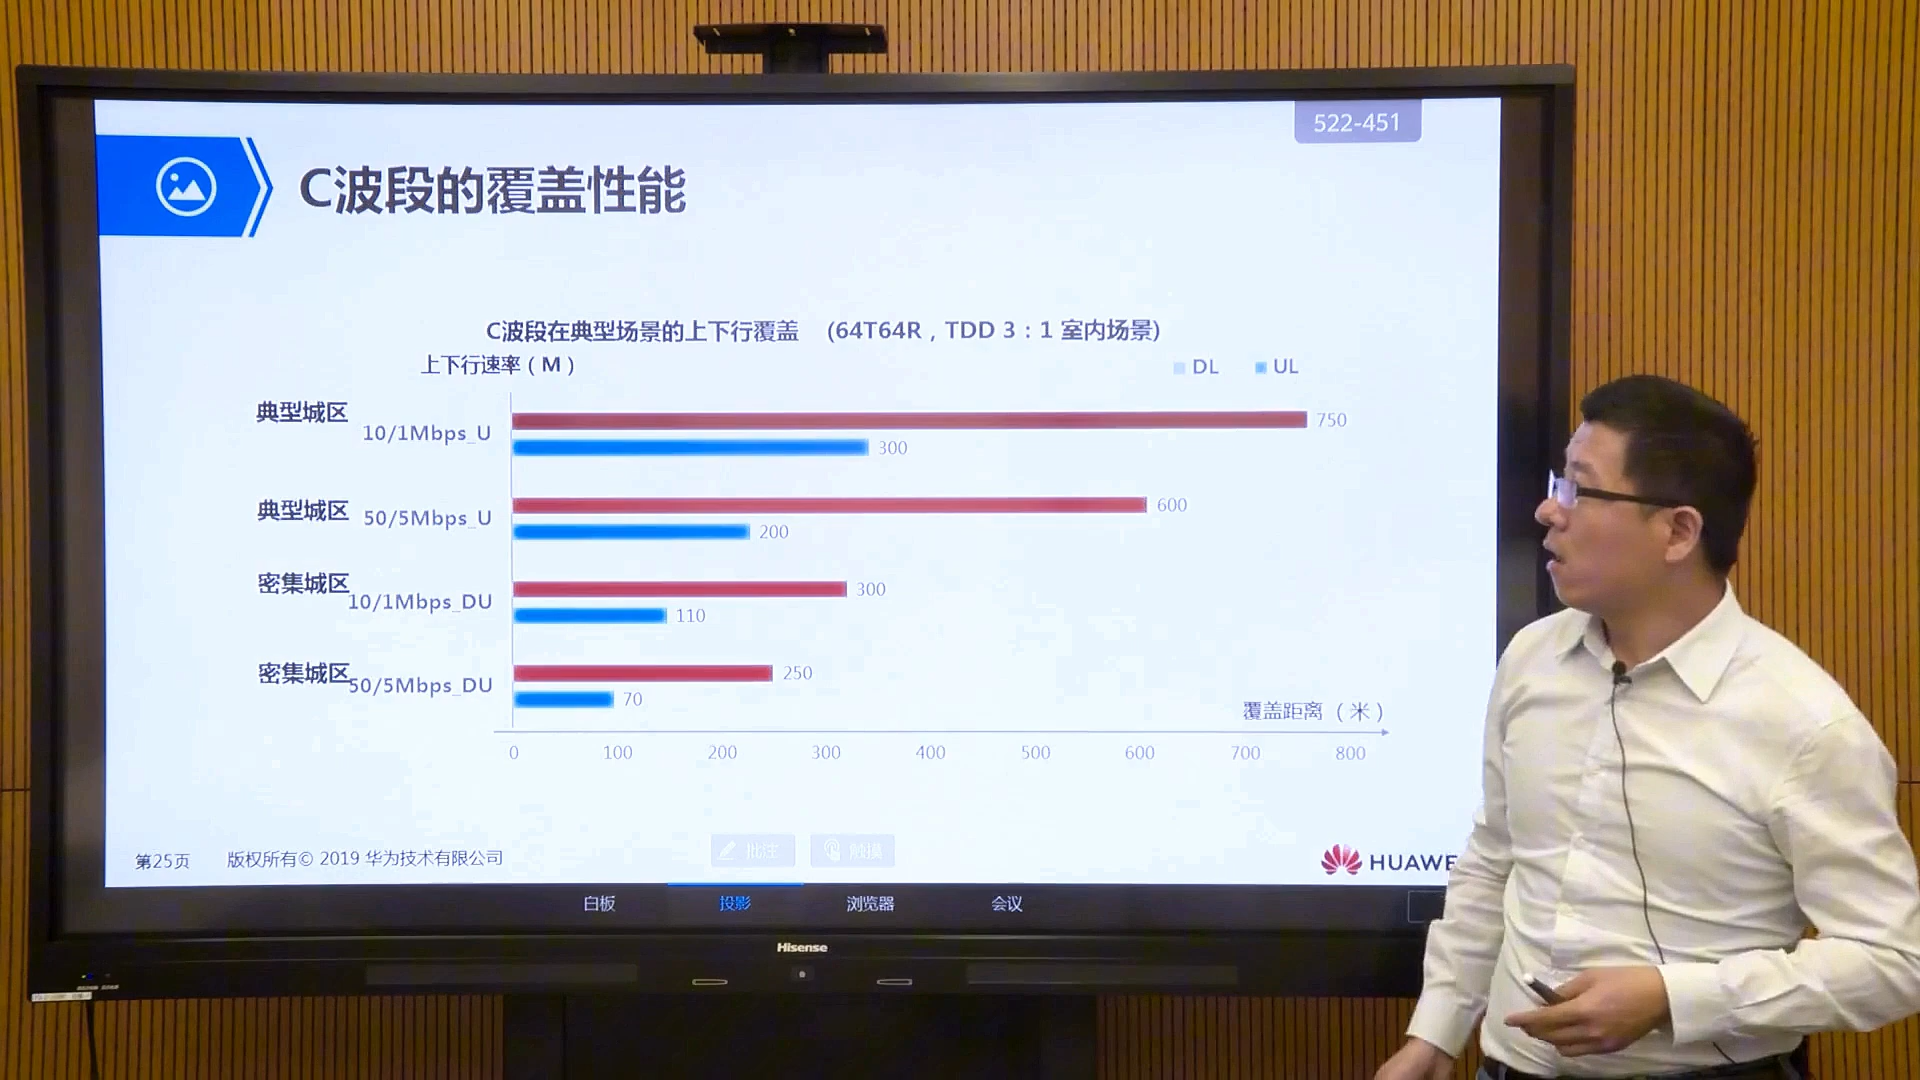 522-451
C波段的覆盖性能
C波段在典型场景的上下行覆盖 (64T64R，TDD 3：1 室内场景)
上下行速率（M）
DL UL
典型城区 10/1Mbps_U
750
300
典型城区 50/5Mbps_U
600
200
密集城区 10/1Mbps_DU
300
110
密集城区 50/5Mbps_DU
250
70
覆盖距离（米）
0 100 200 300 400 500 600 700 800
批注 触摸
第25页 版权所有© 2019 华为技术有限公司
HUAWE
白板 投影 浏览器 会议
Hisense